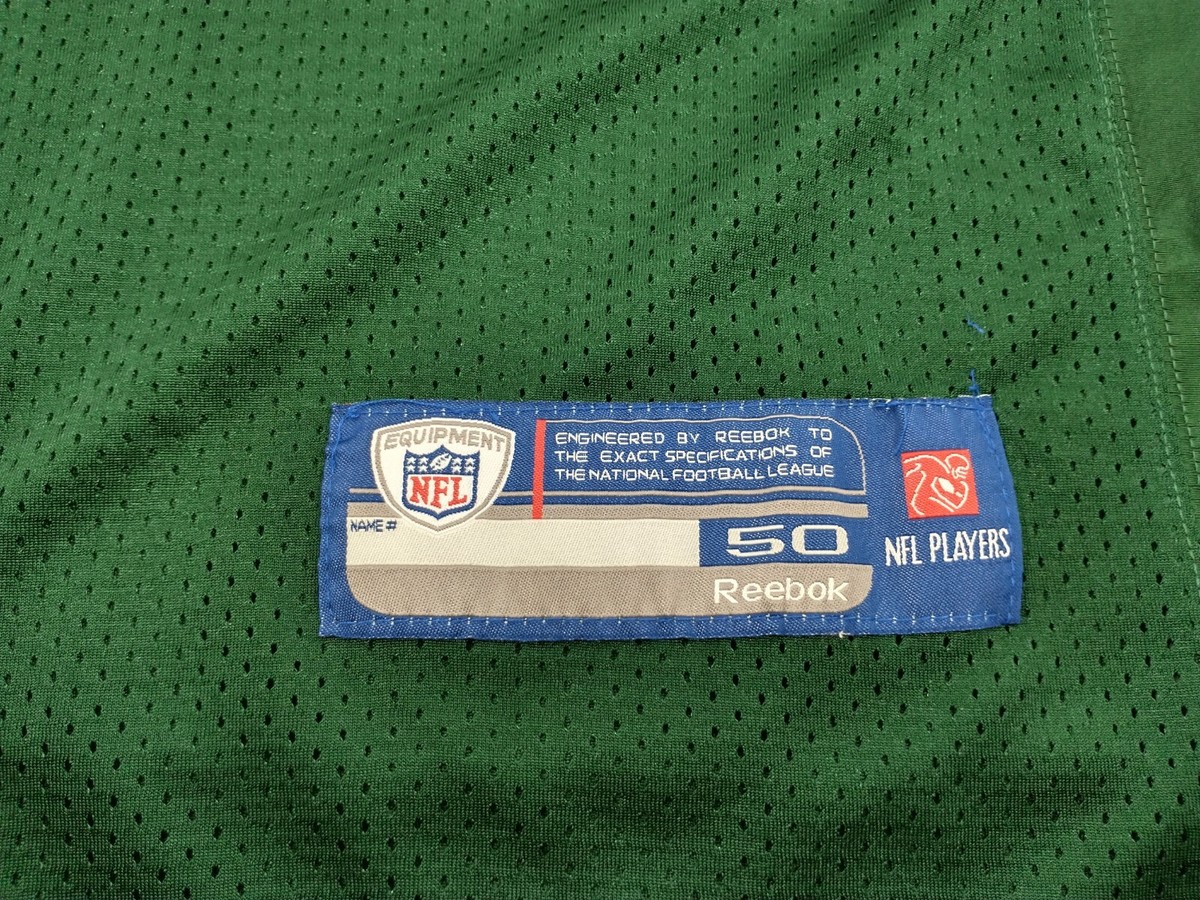 EQUIPMENT
NFL
ENGINEERED BY REEBOK TO
THE EXACT SPECIFICATIONS OF
THE NATIONAL FOOTBALL LEAGUE
NAME #
50
Reebok
NFL PLAYERS